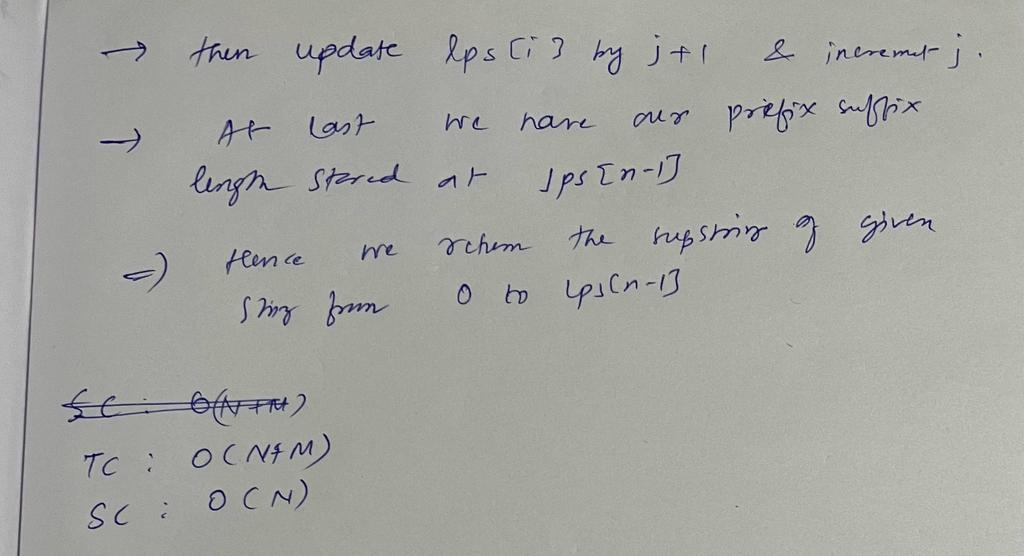 → then update lps[i] by j+1 & increment j.
→ At last we have our prefix suffix
length stored at lps[n-1]
⇒ Hence we return the substring of given
string from 0 to lps[n-1]
SC : O(N+M)
TC : O(N+M)
SC : O(N)